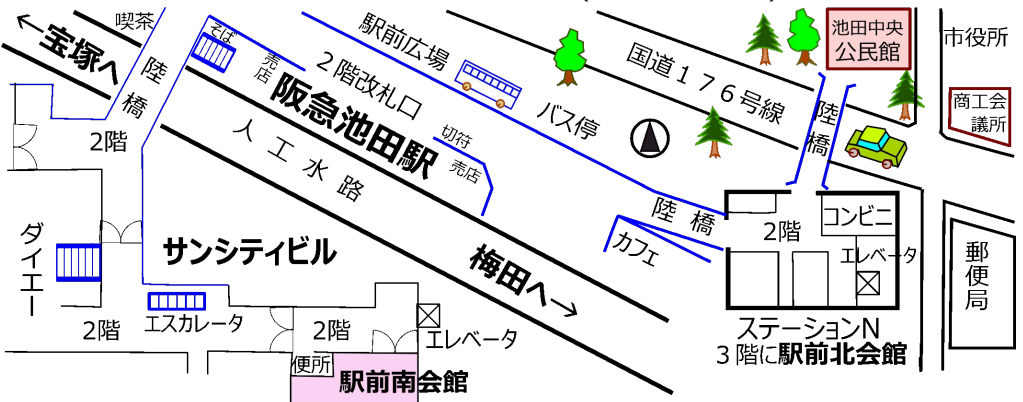 ←宝塚へ
喫茶
陸橋
2階
そば
売店
駅前広場
2階改札口
阪急池田駅
切符
売店
人工水路
バス停
国道176号線
池田中央
公民館
市役所
商工会
議所
陸橋
陸橋
カフェ
2階
コンビニ
エレベータ
郵便局
ステーションN
3階に駅前北会館
梅田へ→
サンシティビル
ダイエー
2階
エスカレータ
2階
エレベータ
便所
駅前南会館